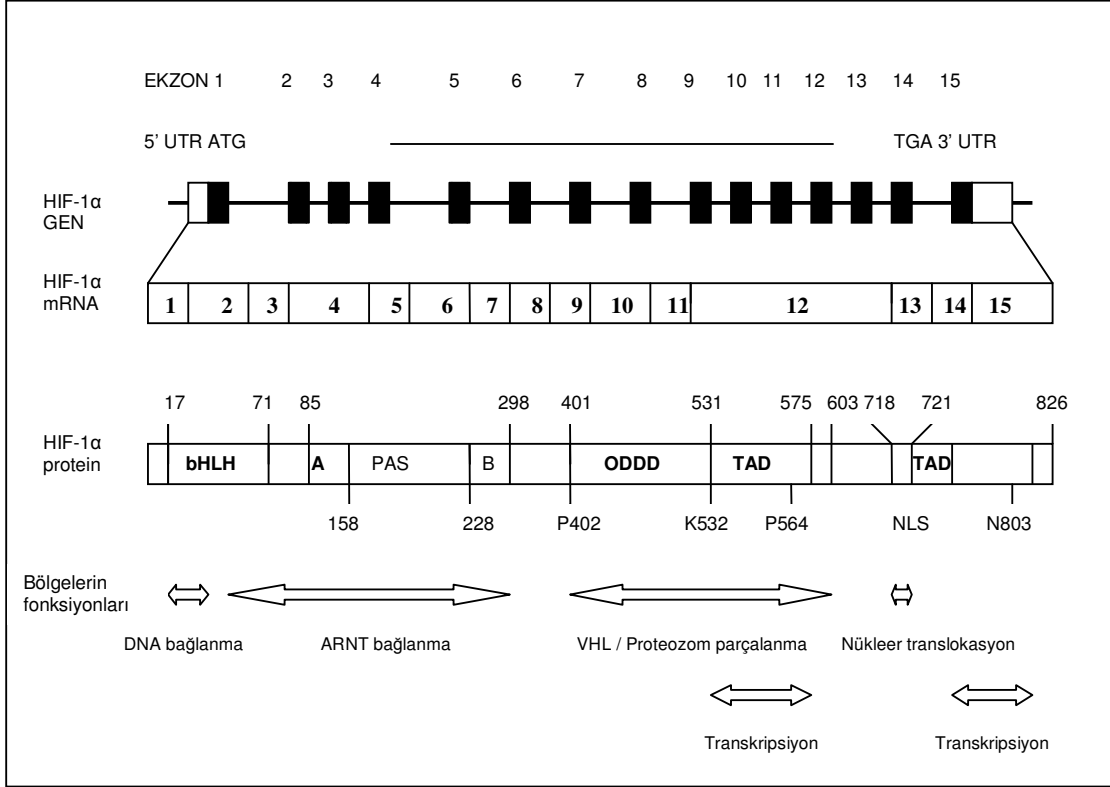 EKZON 1 2 3 4 5 6 7 8 9 10 11 12 13 14 15
5’ UTR ATG TGA 3’ UTR
HIF-1α
GEN
HIF-1α
mRNA
1 2 3 4 5 6 7 8 9 10 11 12 13 14 15
17 71 85 298 401 531 575 603 718 721 826
HIF-1α
protein
bHLH A PAS B ODDD TAD TAD
158 228 P402 K532 P564 NLS N803
Bölgelerin
fonksiyonları
DNA bağlanma ARNT bağlanma VHL / Proteozom parçalanma Nükleer translokasyon
Transkripsiyon Transkripsiyon